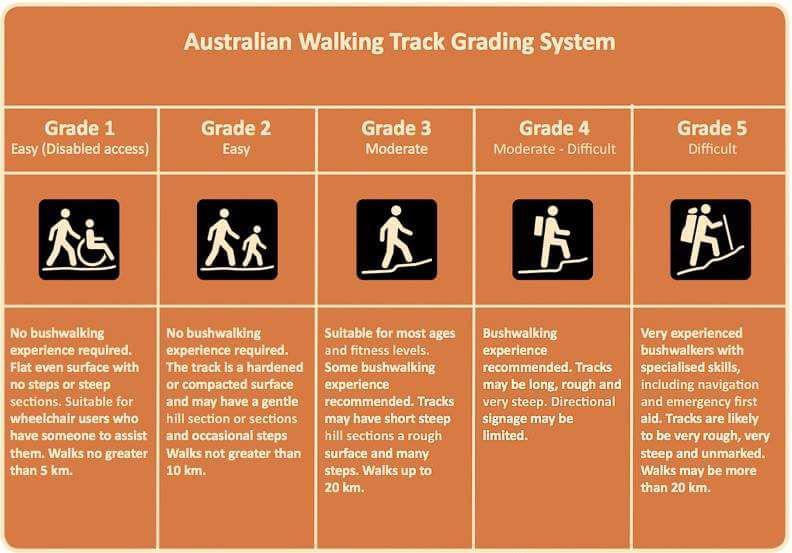 Australian Walking Track Grading System
Grade 1
Easy (Disabled access)
Grade 2
Easy
Grade 3
Moderate
Grade 4
Moderate - Difficult
Grade 5
Difficult
No bushwalking
experience required.
Flat even surface with
no steps or steep
sections. Suitable for
wheelchair users who
have someone to assist
them. Walks no greater
than 5 km.
No bushwalking
experience required.
The track is a hardened
or compacted surface
and may have a gentle
hill section or sections
and occasional steps
Walks not greater than
10 km.
Suitable for most ages
and fitness levels.
Some bushwalking
experience
recommended. Tracks
may have short steep
hill sections a rough
surface and many
steps. Walks up to
20 km.
Bushwalking
experience
recommended. Tracks
may be long, rough and
very steep. Directional
signage may be
limited.
Very experienced
bushwalkers with
specialised skills,
including navigation
and emergency first
aid. Tracks are likely
to be very rough, very
steep and unmarked.
Walks may be more
than 20 km.